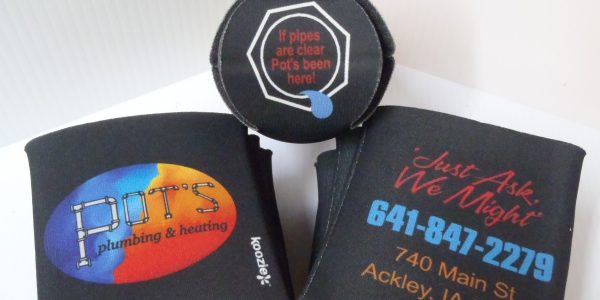 If pipes
are clear
Pot's been
here!
POT'S
plumbing & heating
koozie
"Just Ask,
We Might"
641-847-2279
740 Main St
Ackley, IA